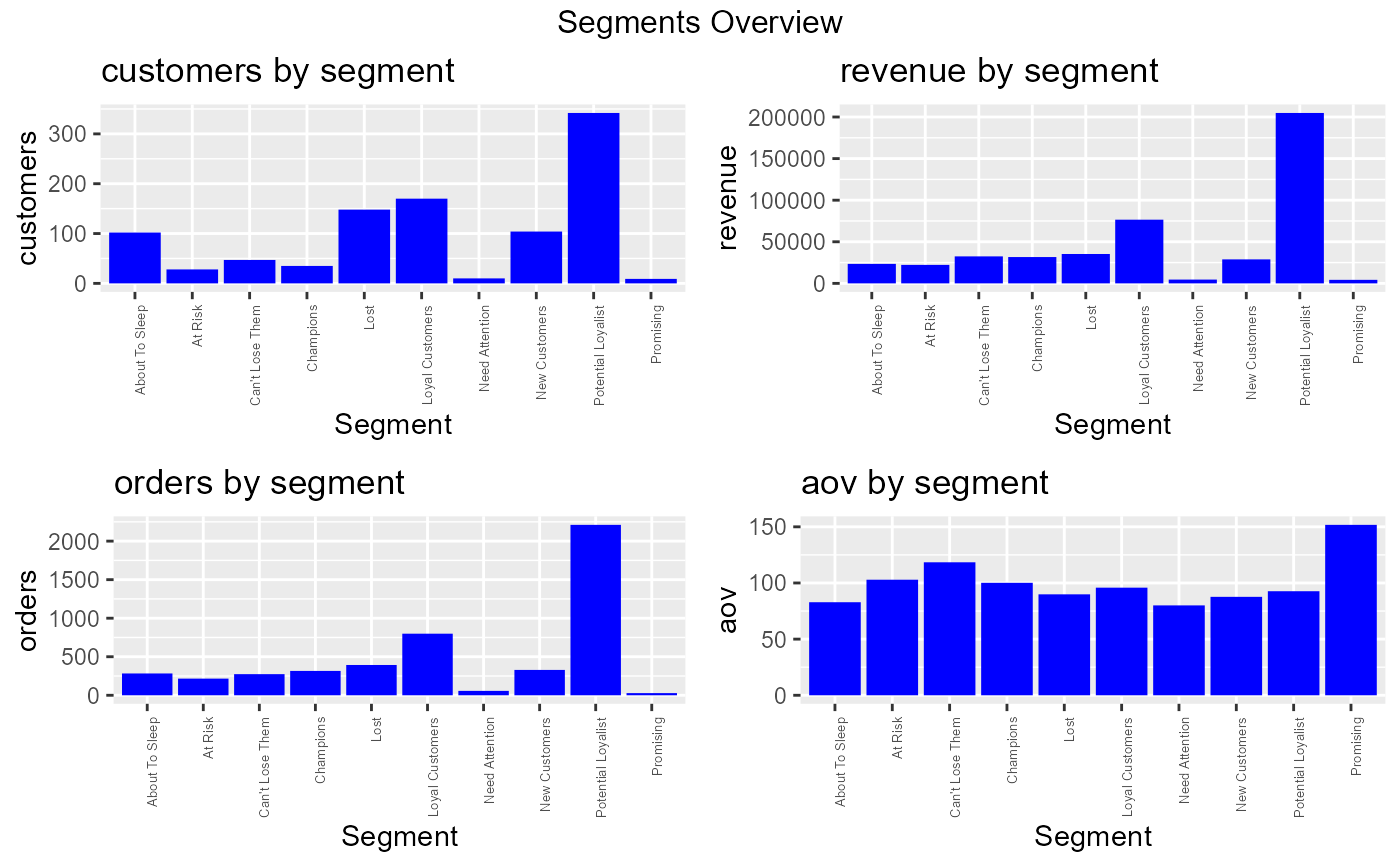 Segments Overview
customers by segment
customers
300
200
100
0
About To Sleep
At Risk
Can't Lose Them
Champions
Lost
Loyal Customers
Need Attention
New Customers
Potential Loyalist
Promising
Segment
revenue by segment
revenue
200000
150000
100000
50000
0
About To Sleep
At Risk
Can't Lose Them
Champions
Lost
Loyal Customers
Need Attention
New Customers
Potential Loyalist
Promising
Segment
orders by segment
orders
2000
1500
1000
500
0
About To Sleep
At Risk
Can't Lose Them
Champions
Lost
Loyal Customers
Need Attention
New Customers
Potential Loyalist
Promising
Segment
aov by segment
aov
150
100
50
0
About To Sleep
At Risk
Can't Lose Them
Champions
Lost
Loyal Customers
Need Attention
New Customers
Potential Loyalist
Promising
Segment